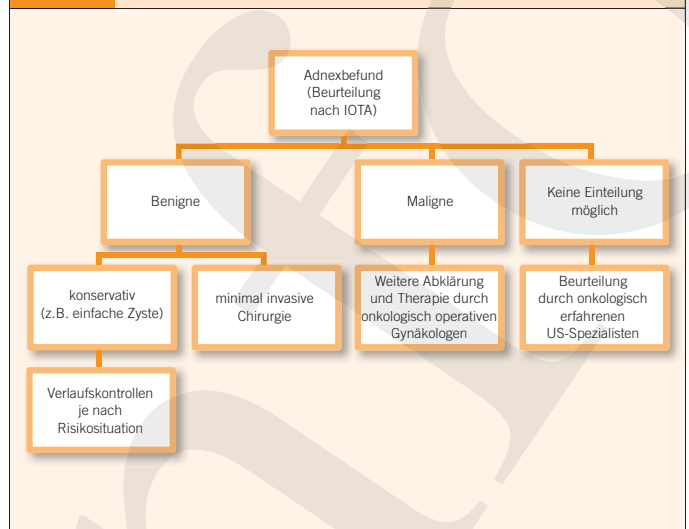 Adnexbefund
(Beurteilung
nach IOTA)
Benigne
Maligne
Keine Einteilung
möglich
konservativ
(z.B. einfache Zyste)
minimal invasive
Chirurgie
Weitere Abklärung
und Therapie durch
onkologisch operativen
Gynäkologen
Beurteilung
durch onkologisch
erfahrenen
US-Spezialisten
Verlaufskontrollen
je nach
Risikosituation